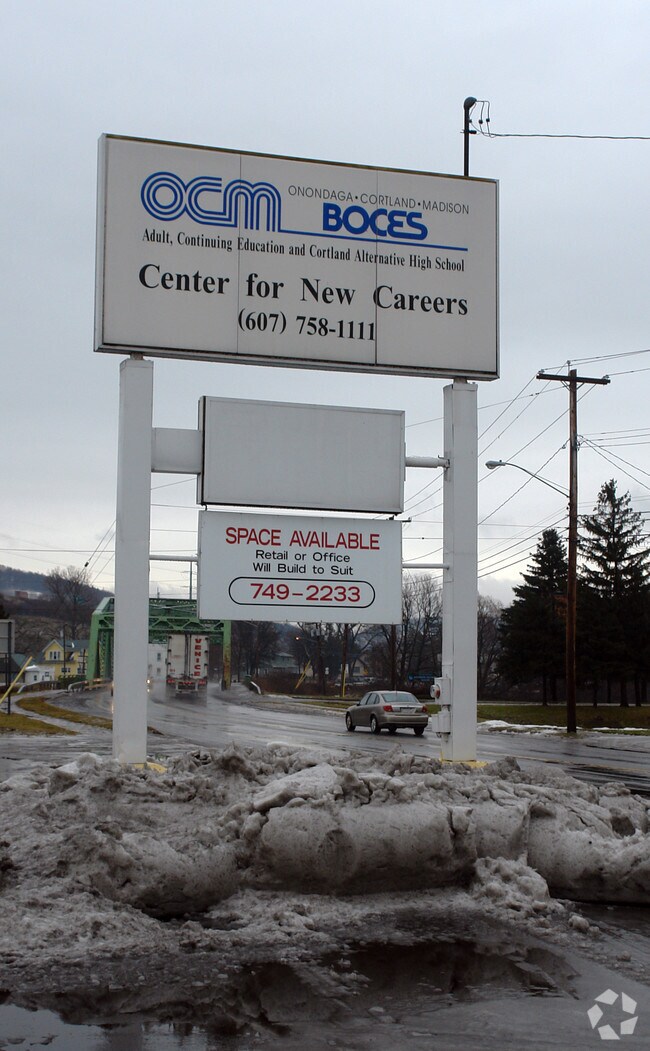 OCM
ONONDAGA•CORTLAND•MADISON
BOCES
Adult, Continuing Education and Cortland Alternative High School
Center for New Careers
(607) 758-1111
SPACE AVAILABLE
Retail or Office
Will Build to Suit
749-2233
VENICE